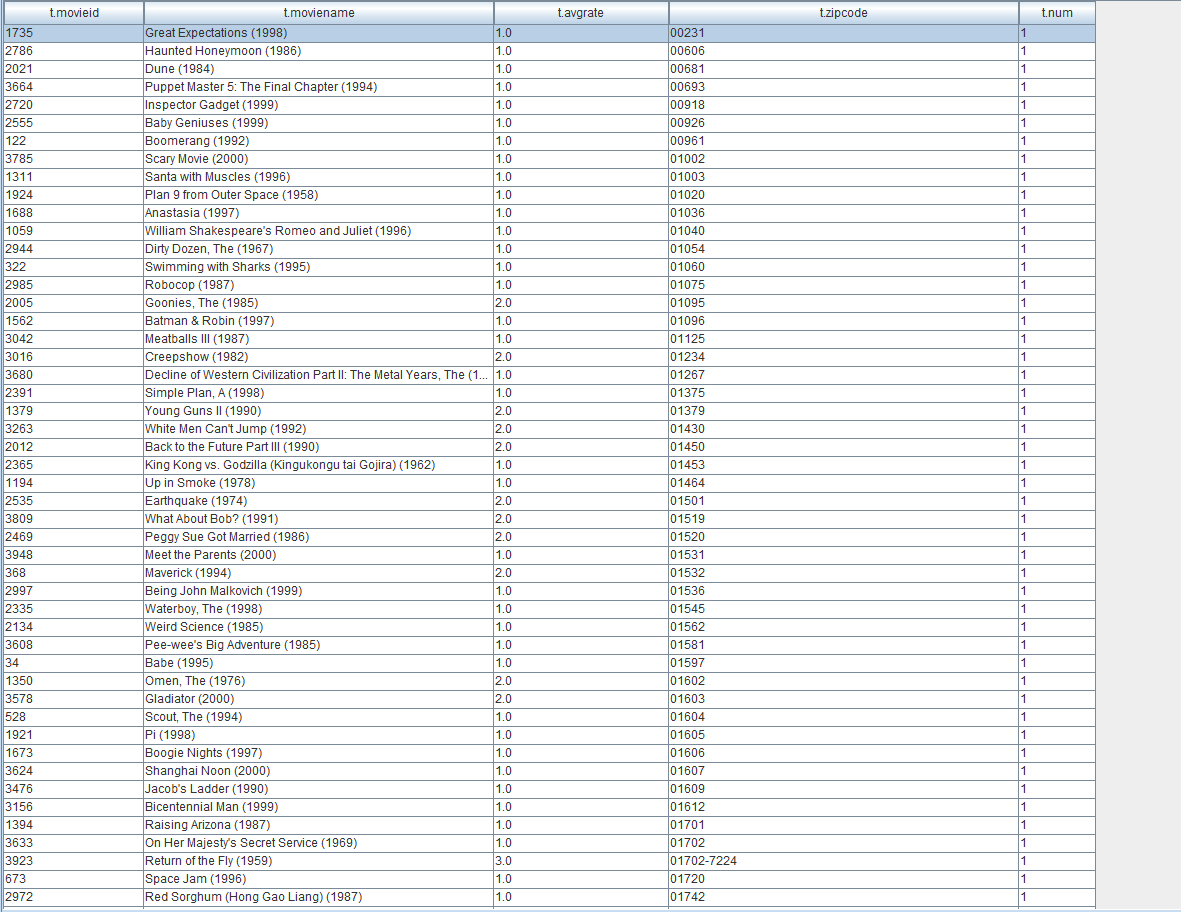 t.movieid t.moviename t.avgrate t.zipcode t.num
1735 Great Expectations (1998) 1.0 00231 1
2786 Haunted Honeymoon (1986) 1.0 00606 1
2021 Dune (1984) 1.0 00681 1
3664 Puppet Master 5: The Final Chapter (1994) 1.0 00693 1
2720 Inspector Gadget (1999) 1.0 00918 1
2555 Baby Geniuses (1999) 1.0 00926 1
122 Boomerang (1992) 1.0 00961 1
3785 Scary Movie (2000) 1.0 01002 1
1311 Santa with Muscles (1996) 1.0 01003 1
1924 Plan 9 from Outer Space (1958) 1.0 01020 1
1688 Anastasia (1997) 1.0 01036 1
1059 William Shakespeare's Romeo and Juliet (1996) 1.0 01040 1
2944 Dirty Dozen, The (1967) 1.0 01054 1
322 Swimming with Sharks (1995) 1.0 01060 1
2985 Robocop (1987) 1.0 01075 1
2005 Goonies, The (1985) 2.0 01095 1
1562 Batman & Robin (1997) 1.0 01096 1
3042 Meatballs III (1987) 1.0 01125 1
3016 Creepshow (1982) 2.0 01234 1
3680 Decline of Western Civilization Part II: The Metal Years, The (1... 1.0 01267 1
2391 Simple Plan, A (1998) 1.0 01375 1
1379 Young Guns II (1990) 2.0 01379 1
3263 White Men Can't Jump (1992) 2.0 01430 1
2012 Back to the Future Part III (1990) 2.0 01450 1
2365 King Kong vs. Godzilla (Kingukongu tai Gojira) (1962) 1.0 01453 1
1194 Up in Smoke (1978) 1.0 01464 1
2535 Earthquake (1974) 2.0 01501 1
3809 What About Bob? (1991) 2.0 01519 1
2469 Peggy Sue Got Married (1986) 2.0 01520 1
3948 Meet the Parents (2000) 1.0 01531 1
368 Maverick (1994) 2.0 01532 1
2997 Being John Malkovich (1999) 1.0 01536 1
2335 Waterboy, The (1998) 1.0 01545 1
2134 Weird Science (1985) 1.0 01562 1
3608 Pee-wee's Big Adventure (1985) 1.0 01581 1
34 Babe (1995) 1.0 01597 1
1350 Omen, The (1976) 2.0 01602 1
3578 Gladiator (2000) 2.0 01603 1
528 Scout, The (1994) 1.0 01604 1
1921 Pi (1998) 1.0 01605 1
1673 Boogie Nights (1997) 1.0 01606 1
3624 Shanghai Noon (2000) 1.0 01607 1
3476 Jacob's Ladder (1990) 1.0 01609 1
3156 Bicentennial Man (1999) 1.0 01612 1
1394 Raising Arizona (1987) 1.0 01701 1
3633 On Her Majesty's Secret Service (1969) 1.0 01702 1
3923 Return of the Fly (1959) 3.0 01702-7224 1
673 Space Jam (1996) 1.0 01720 1
2972 Red Sorghum (Hong Gao Liang) (1987) 1.0 01742 1